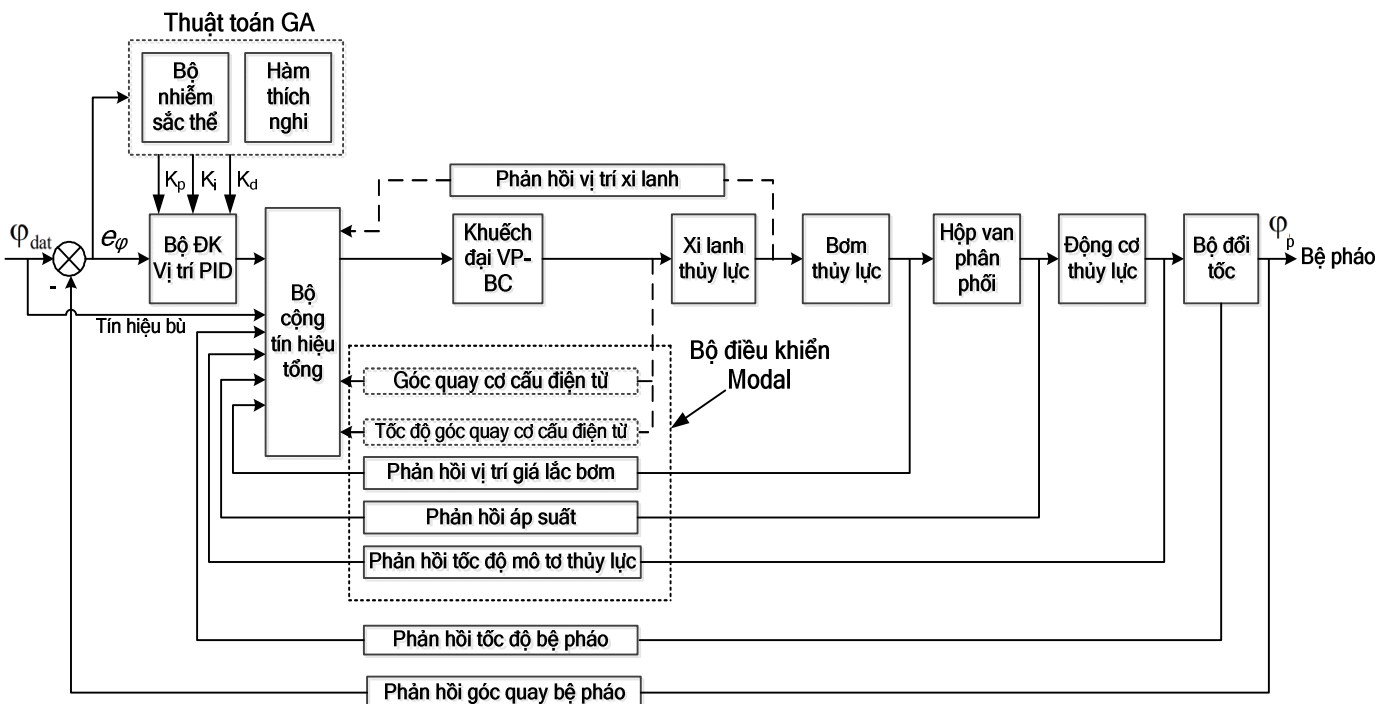 Thuật toán GA
Bộ
nhiễm
sắc thể
Hàm
thích
nghi
Kp Ki Kd
Phản hồi vị trí xi lanh
φdat
eφ
-
Bộ ĐK
Vị trí PID
Bộ
cộng
tín hiệu
tổng
Khuếch
đại VP-
BC
Xi lanh
thủy lực
Bơm
thủy lực
Hộp van
phân
phối
Động cơ
thủy lực
Bộ đổi
tốc
φp
Bệ pháo
Tín hiệu bù
Bộ điều khiển
Modal
Góc quay cơ cấu điện từ
Tốc độ góc quay cơ cấu điện từ
Phản hồi vị trí giá lắc bơm
Phản hồi áp suất
Phản hồi tốc độ mô tơ thủy lực
Phản hồi tốc độ bệ pháo
Phản hồi góc quay bệ pháo